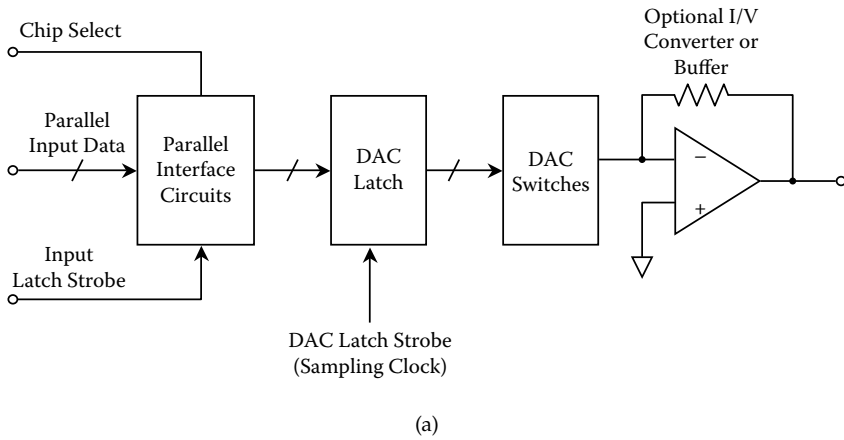 Chip Select
Optional I/V
Converter or
Buffer
Parallel
Input Data
Parallel
Interface
Circuits
DAC
Latch
DAC
Switches
−
+
Input
Latch Strobe
DAC Latch Strobe
(Sampling Clock)
(a)